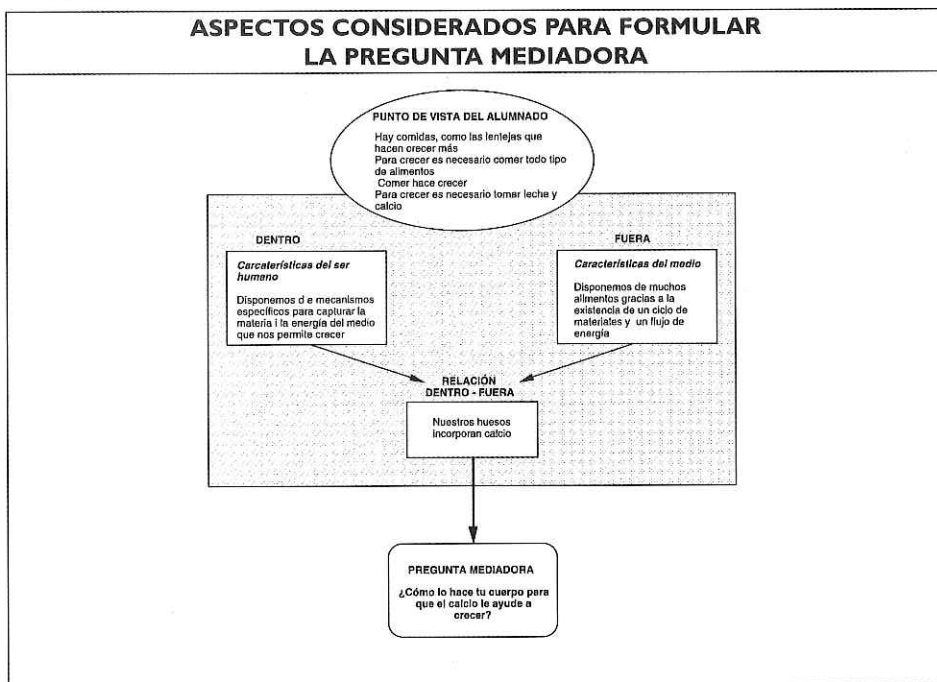 ASPECTOS CONSIDERADOS PARA FORMULAR
LA PREGUNTA MEDIADORA
PUNTO DE VISTA DEL ALUMNADO
Hay comidas, como las lentejas que
hacen crecer más
Para crecer es necesario comer todo tipo
de alimentos
Comer hace crecer
Para crecer es necesario tomar leche y
calcio
DENTRO
Carcaterísticas del ser
humano
Disponemos d e mecanismos
específicos para capturar la
materia i la energía del medio
que nos permite crecer
FUERA
Características del medio
Disponemos de muchos
alimentos gracias a la
existencia de un ciclo de
materiales y un flujo de
energía
RELACIÓN
DENTRO - FUERA
Nuestros huesos
incorporan calcio
PREGUNTA MEDIADORA
¿Cómo lo hace tu cuerpo para
que el calcio le ayude a
crecer?